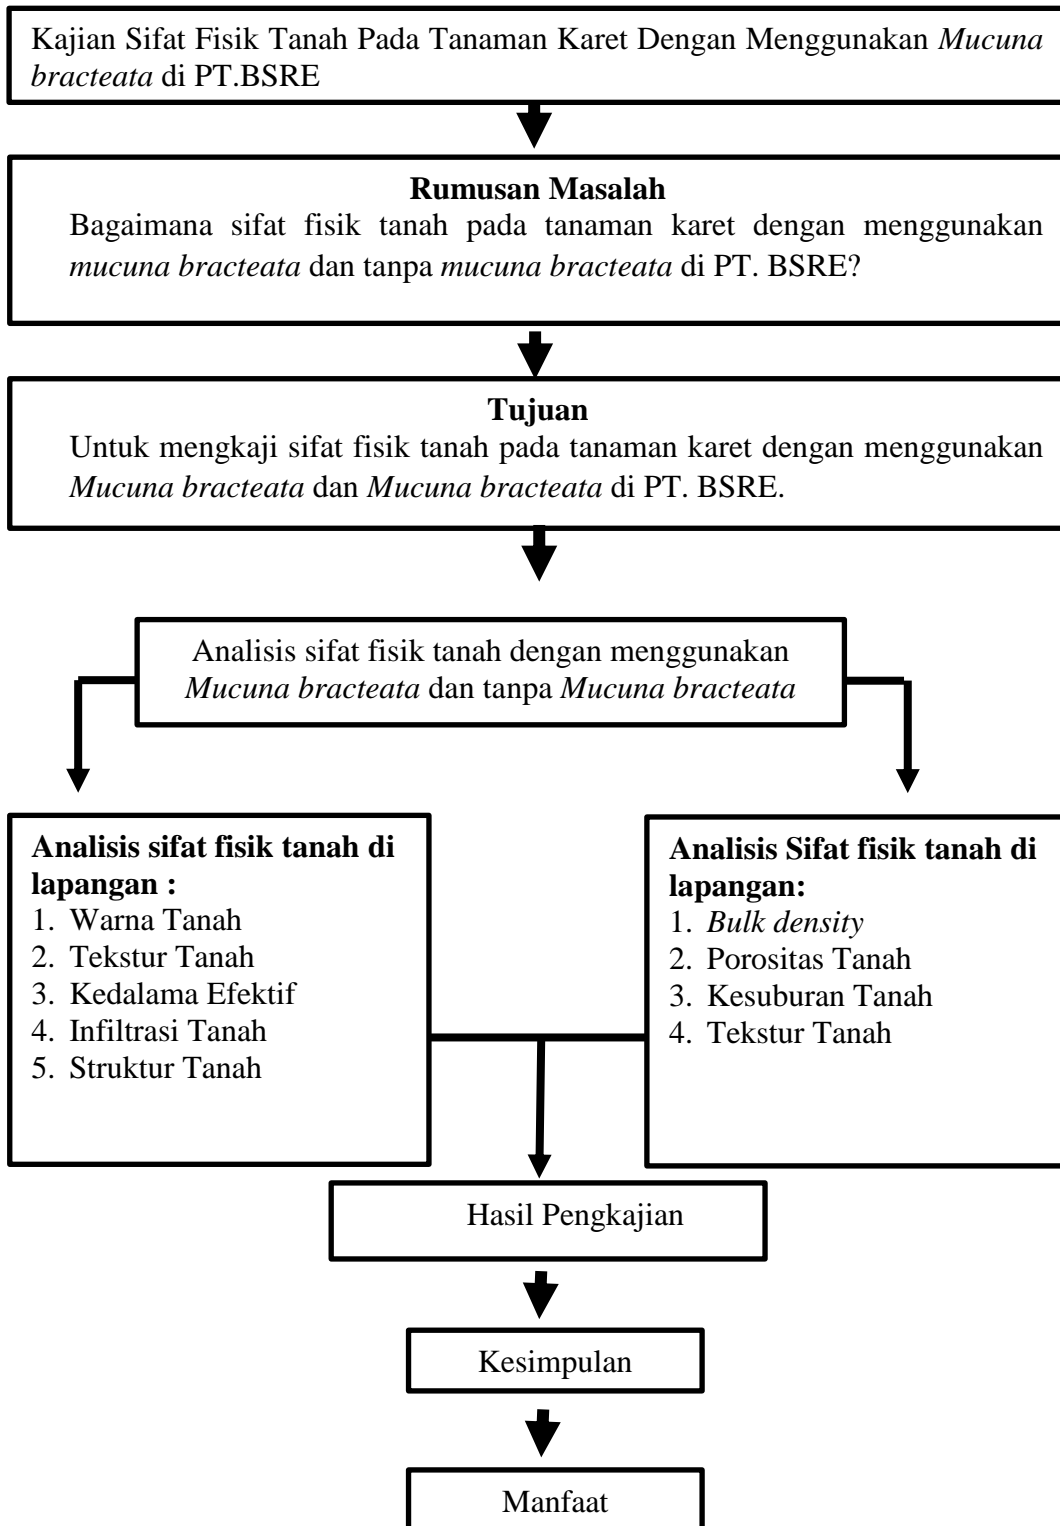 Kajian Sifat Fisik Tanah Pada Tanaman Karet Dengan Menggunakan Mucuna
bracteata di PT.BSRE
Rumusan Masalah
Bagaimana sifat fisik tanah pada tanaman karet dengan menggunakan
mucuna bracteata dan tanpa mucuna bracteata di PT. BSRE?
Tujuan
Untuk mengkaji sifat fisik tanah pada tanaman karet dengan menggunakan
Mucuna bracteata dan Mucuna bracteata di PT. BSRE.
Analisis sifat fisik tanah dengan menggunakan
Mucuna bracteata dan tanpa Mucuna bracteata
Analisis sifat fisik tanah di
lapangan :
1. Warna Tanah
2. Tekstur Tanah
3. Kedalama Efektif
4. Infiltrasi Tanah
5. Struktur Tanah
Analisis Sifat fisik tanah di
lapangan:
1. Bulk density
2. Porositas Tanah
3. Kesuburan Tanah
4. Tekstur Tanah
Hasil Pengkajian
Kesimpulan
Manfaat